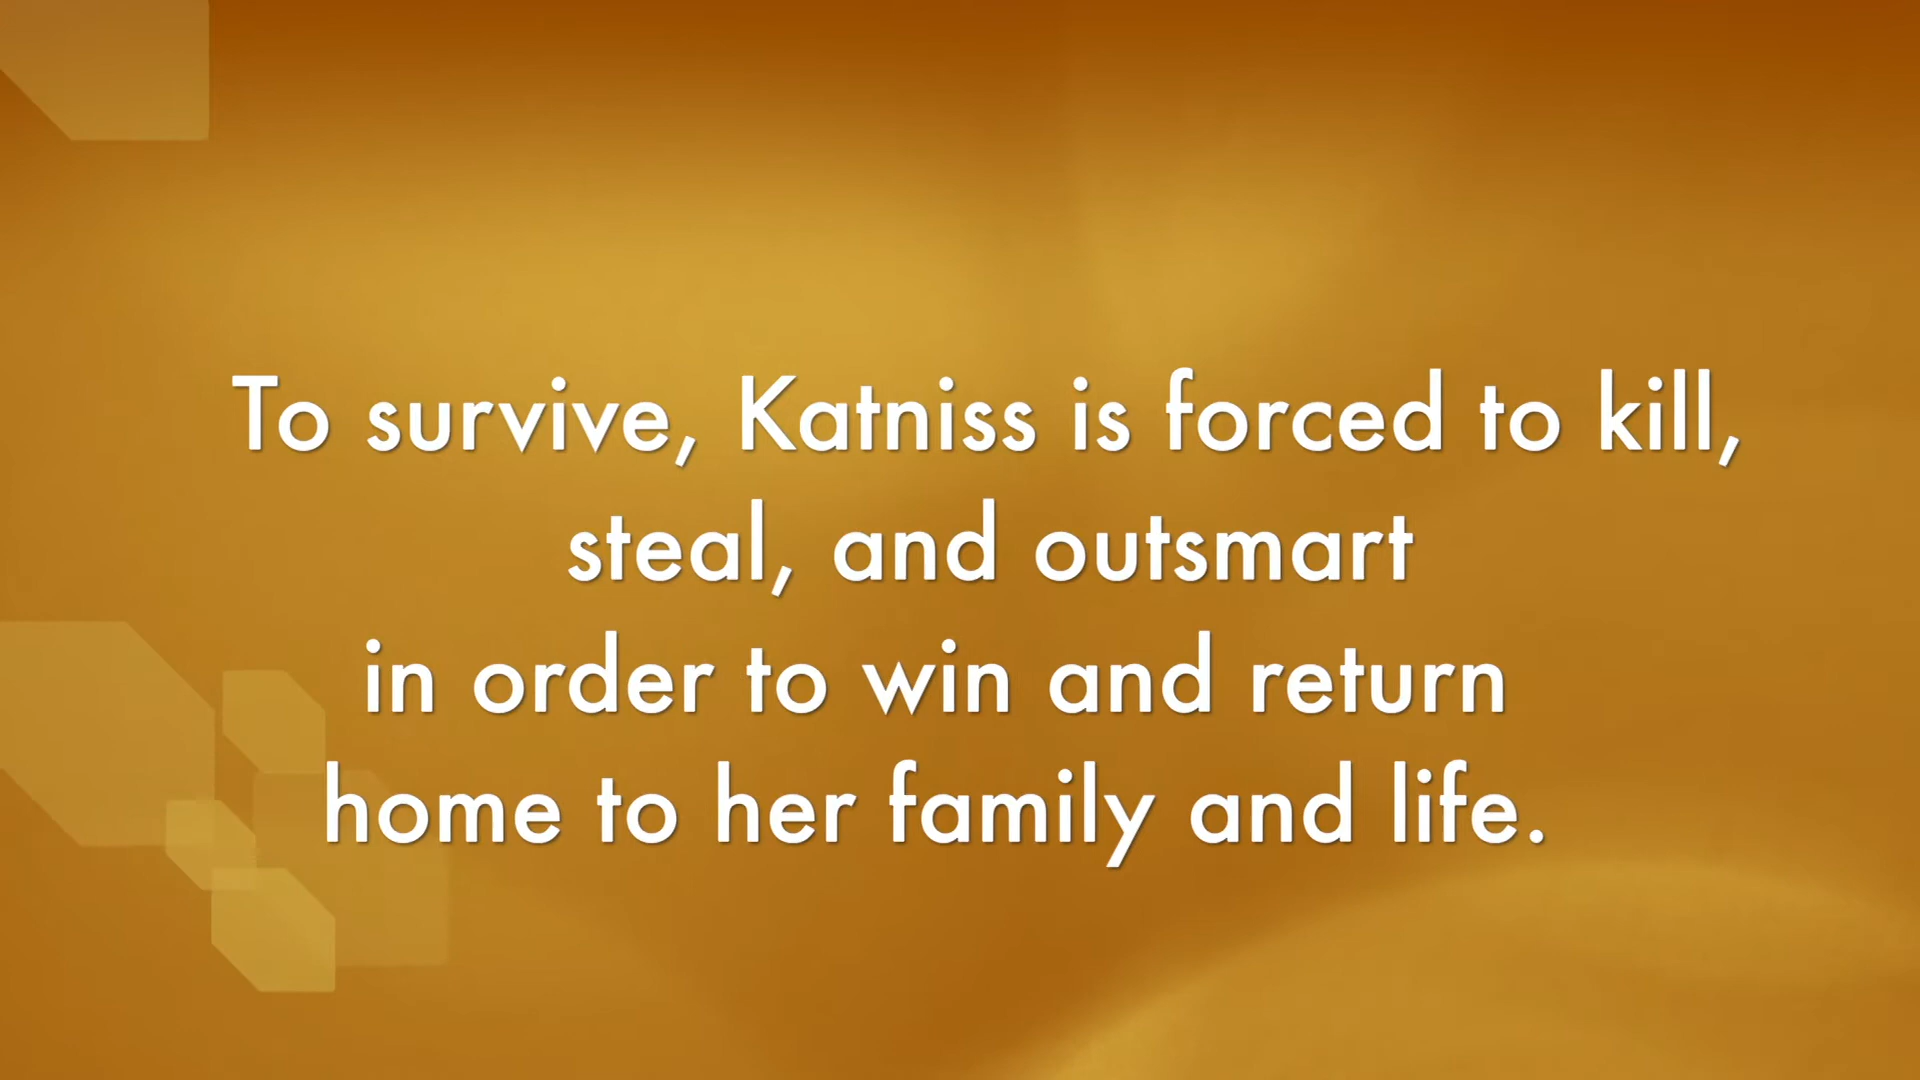 To survive, Katniss is forced to kill,
steal, and outsmart
in order to win and return
home to her family and life.